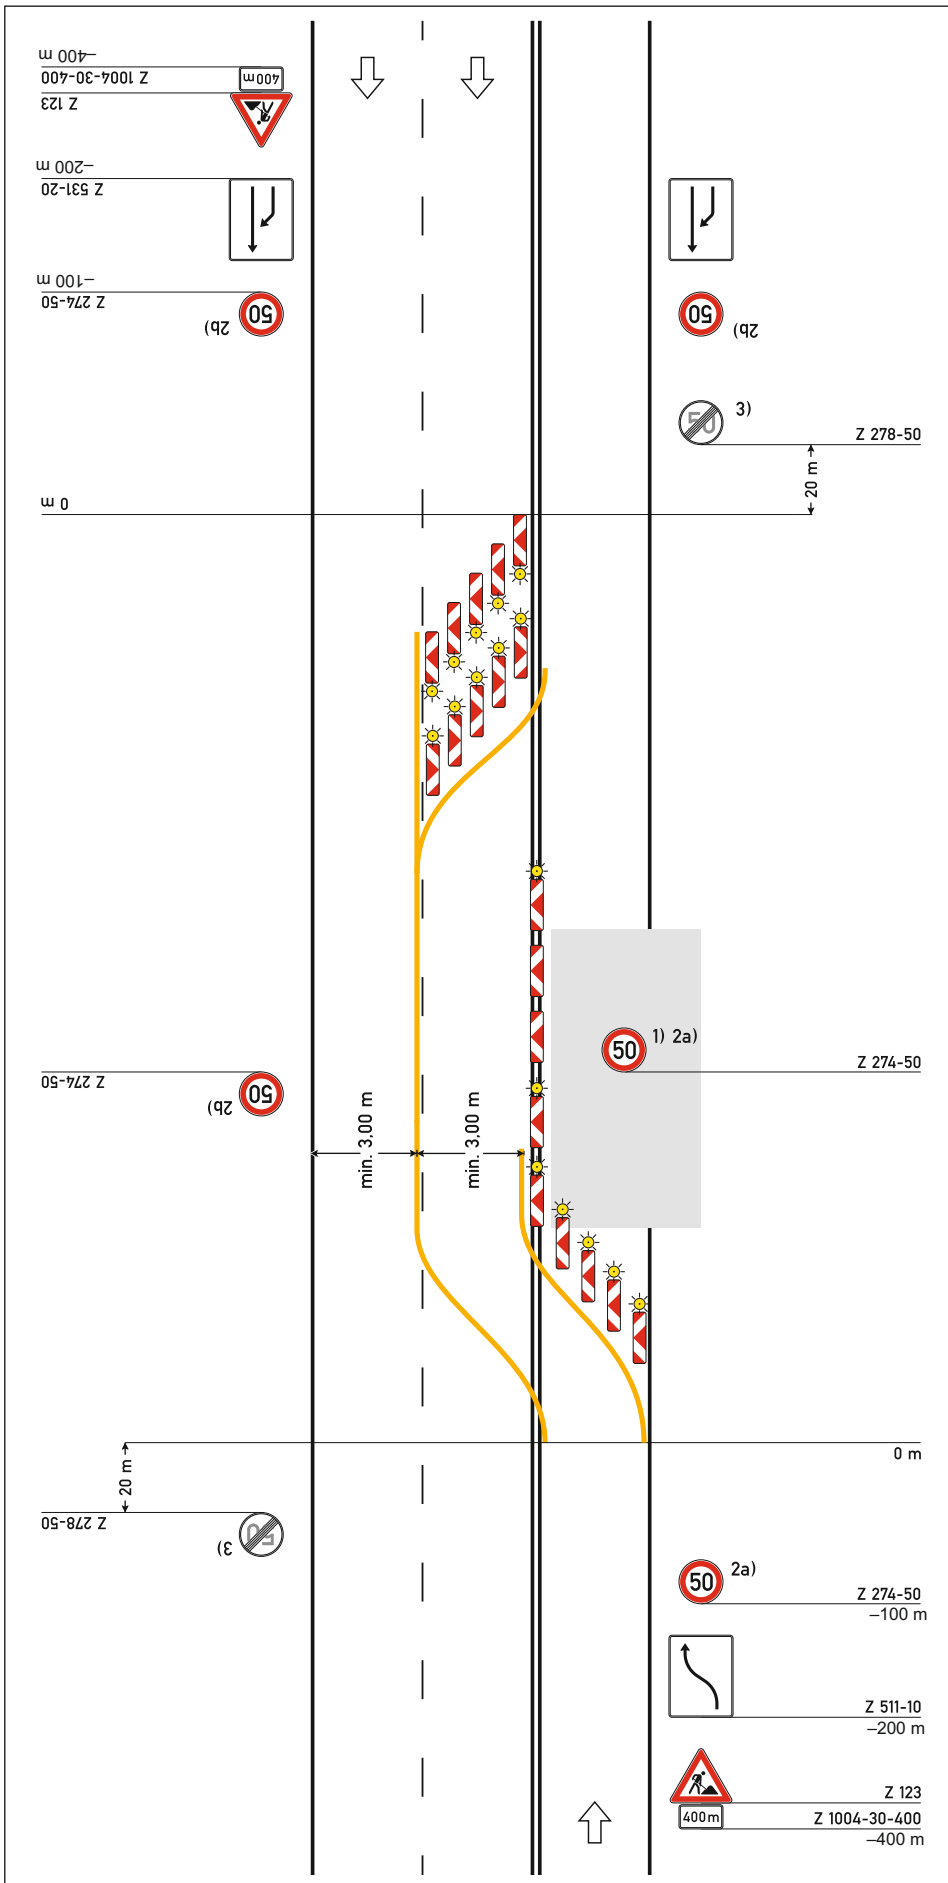 –400 m
Z 1004-30-400
400 m
Z 123
–200 m
Z 531-20
–100 m
Z 274-50
50
2b)
50
2b)
50
3)
Z 278-50
20 m
0 m
50
1) 2a)
Z 274-50
Z 274-50
50
2b)
min. 3,00 m
min. 3,00 m
0 m
20 m
Z 278-50
50
3)
50
2a)
Z 274-50
–100 m
Z 511-10
–200 m
Z 123
400 m
Z 1004-30-400
–400 m